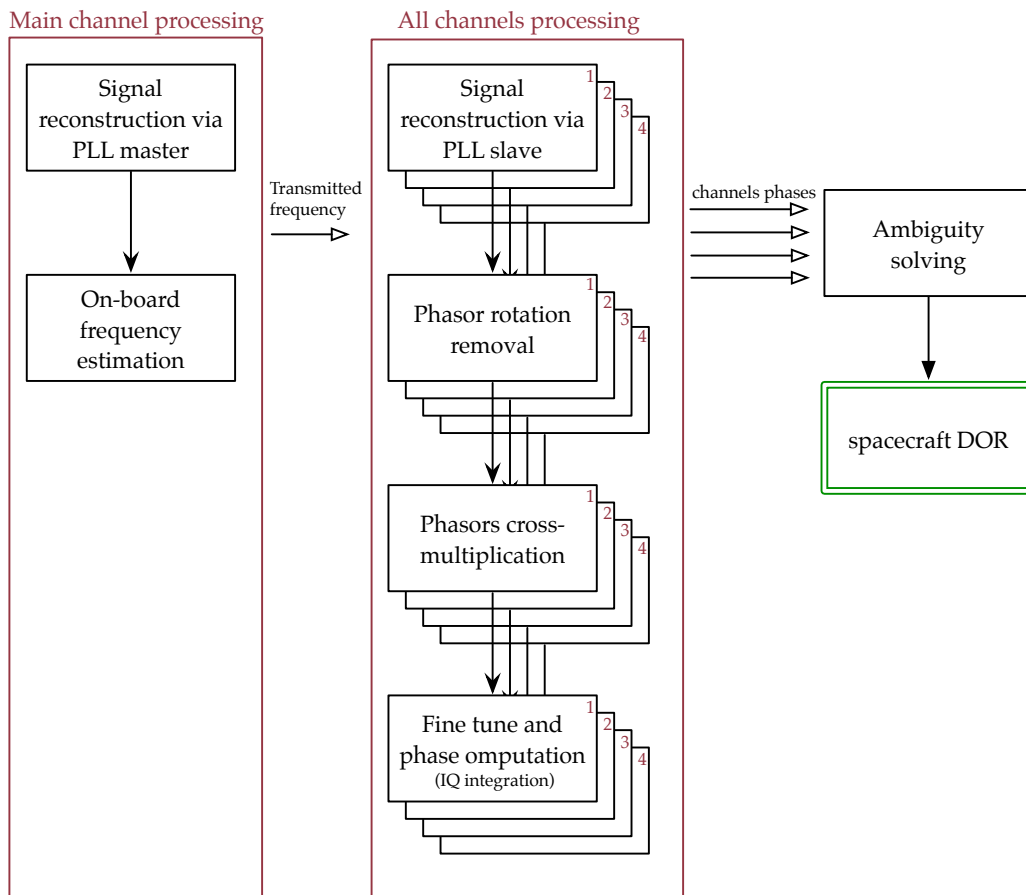 Main channel processing
Signal
reconstruction via
PLL master
On-board
frequency
estimation
Transmitted
frequency
All channels processing
Signal
reconstruction via
PLL slave
1
2
3
4
Phasor rotation
removal
1
2
3
4
Phasors cross-
multiplication
1
2
3
4
Fine tune and
phase omputation
(IQ integration)
1
2
3
4
channels phases
Ambiguity
solving
spacecraft DOR